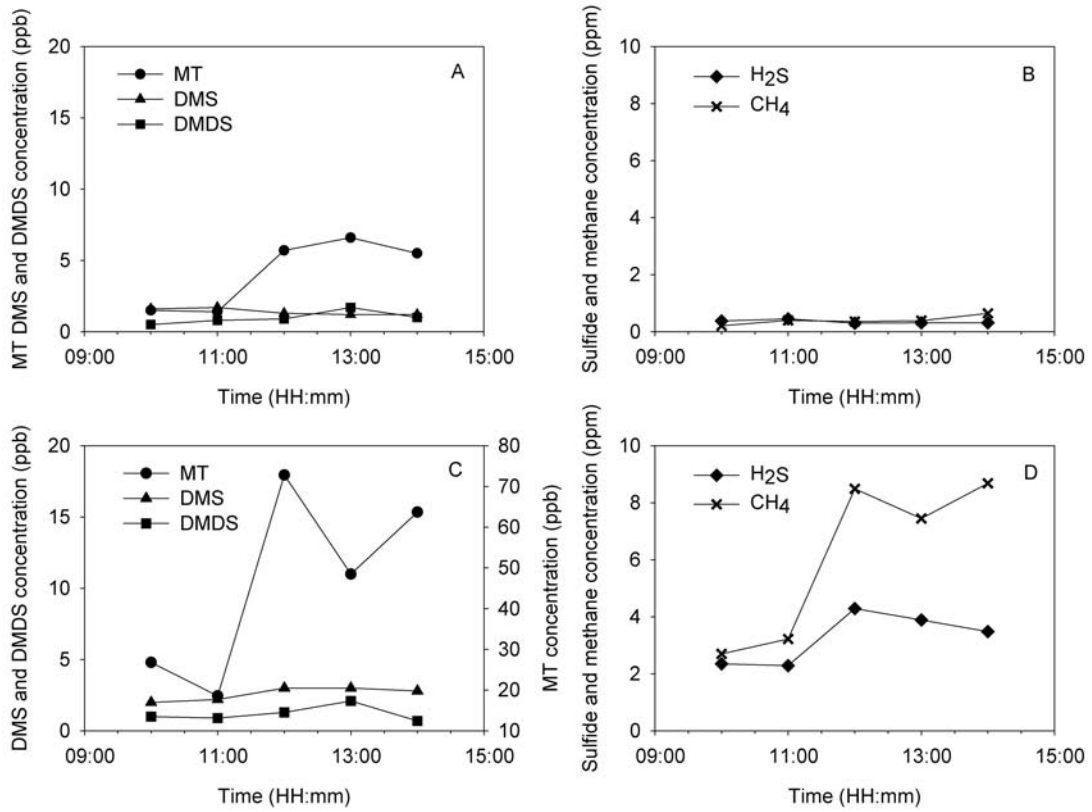 MT DMS and DMDS concentration (ppb)
20
15
10
5
0
A
MT
DMS
DMDS
09:00 11:00 13:00 15:00
Time (HH:mm)
Sulfide and methane concentration (ppm)
10
8
6
4
2
0
B
H2S
CH4
09:00 11:00 13:00 15:00
Time (HH:mm)
DMS and DMDS concentration (ppb)
20
15
10
5
0
C
MT
DMS
DMDS
80
70
60
50
40
30
20
10
MT concentration (ppb)
09:00 11:00 13:00 15:00
Time (HH:mm)
Sulfide and methane concentration (ppm)
10
8
6
4
2
0
D
H2S
CH4
09:00 11:00 13:00 15:00
Time (HH:mm)